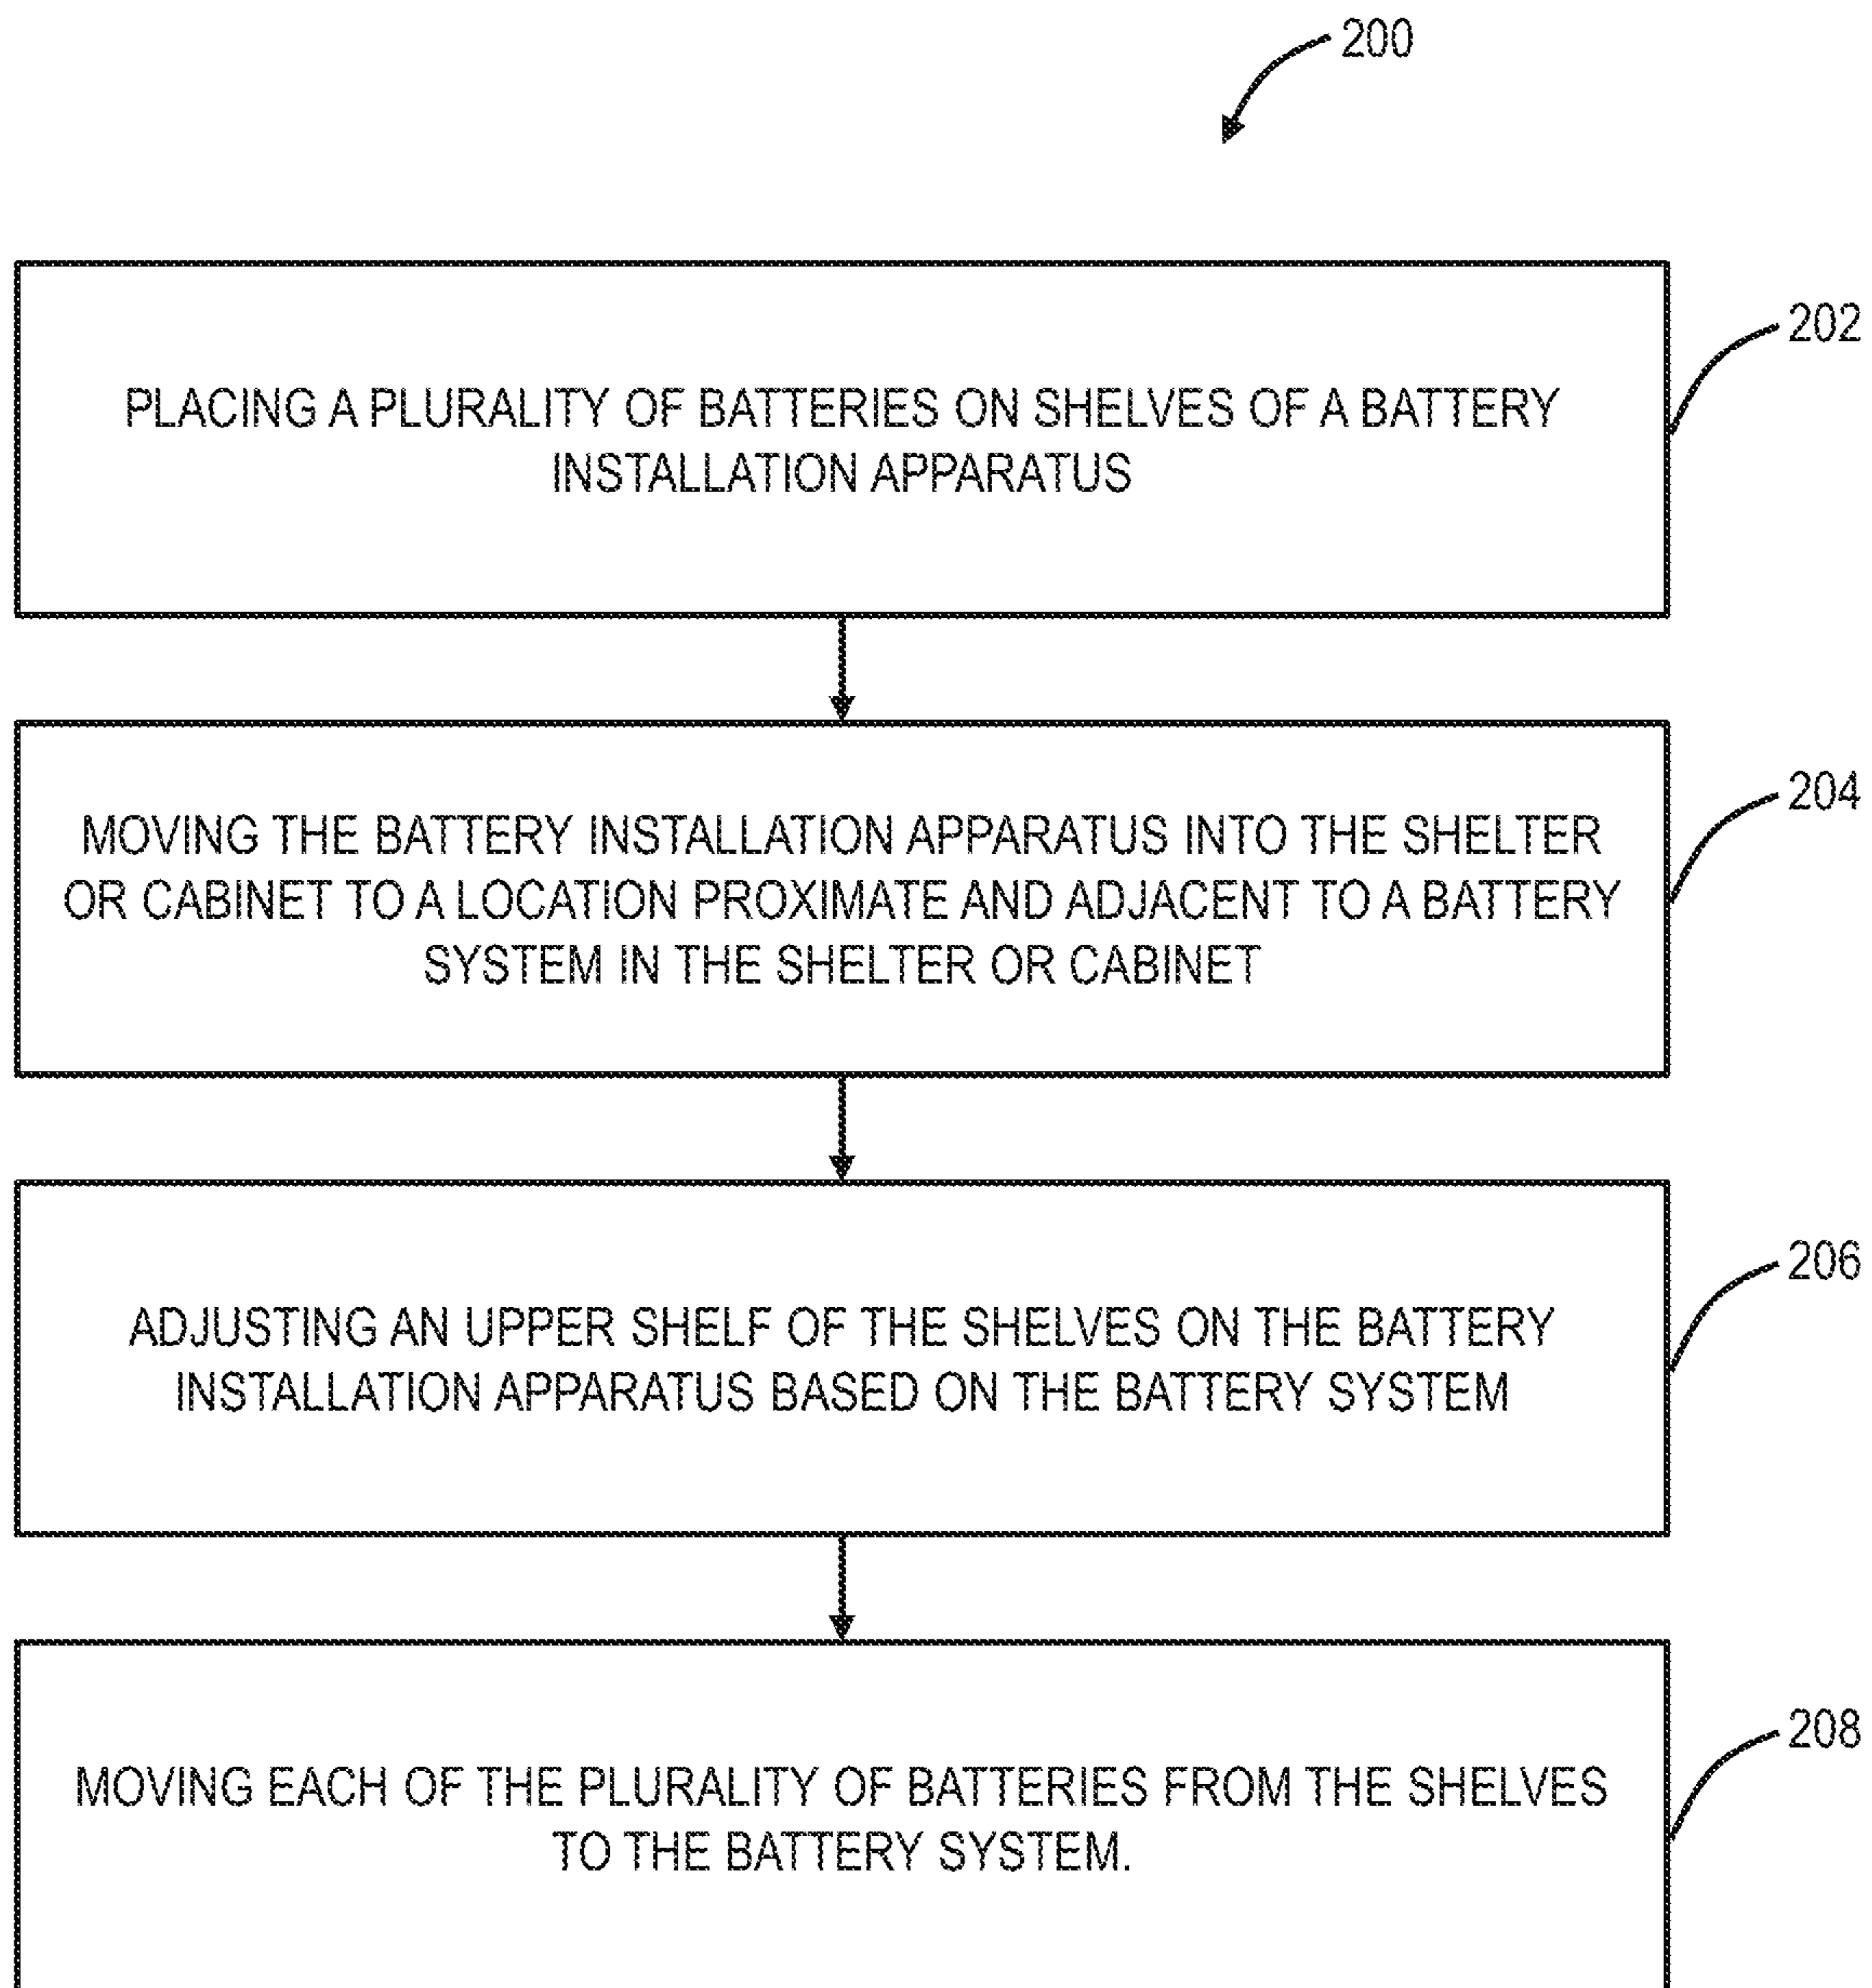 200
PLACING A PLURALITY OF BATTERIES ON SHELVES OF A BATTERY
INSTALLATION APPARATUS
202
MOVING THE BATTERY INSTALLATION APPARATUS INTO THE SHELTER
OR CABINET TO A LOCATION PROXIMATE AND ADJACENT TO A BATTERY
SYSTEM IN THE SHELTER OR CABINET
204
ADJUSTING AN UPPER SHELF OF THE SHELVES ON THE BATTERY
INSTALLATION APPARATUS BASED ON THE BATTERY SYSTEM
206
MOVING EACH OF THE PLURALITY OF BATTERIES FROM THE SHELVES
TO THE BATTERY SYSTEM.
208